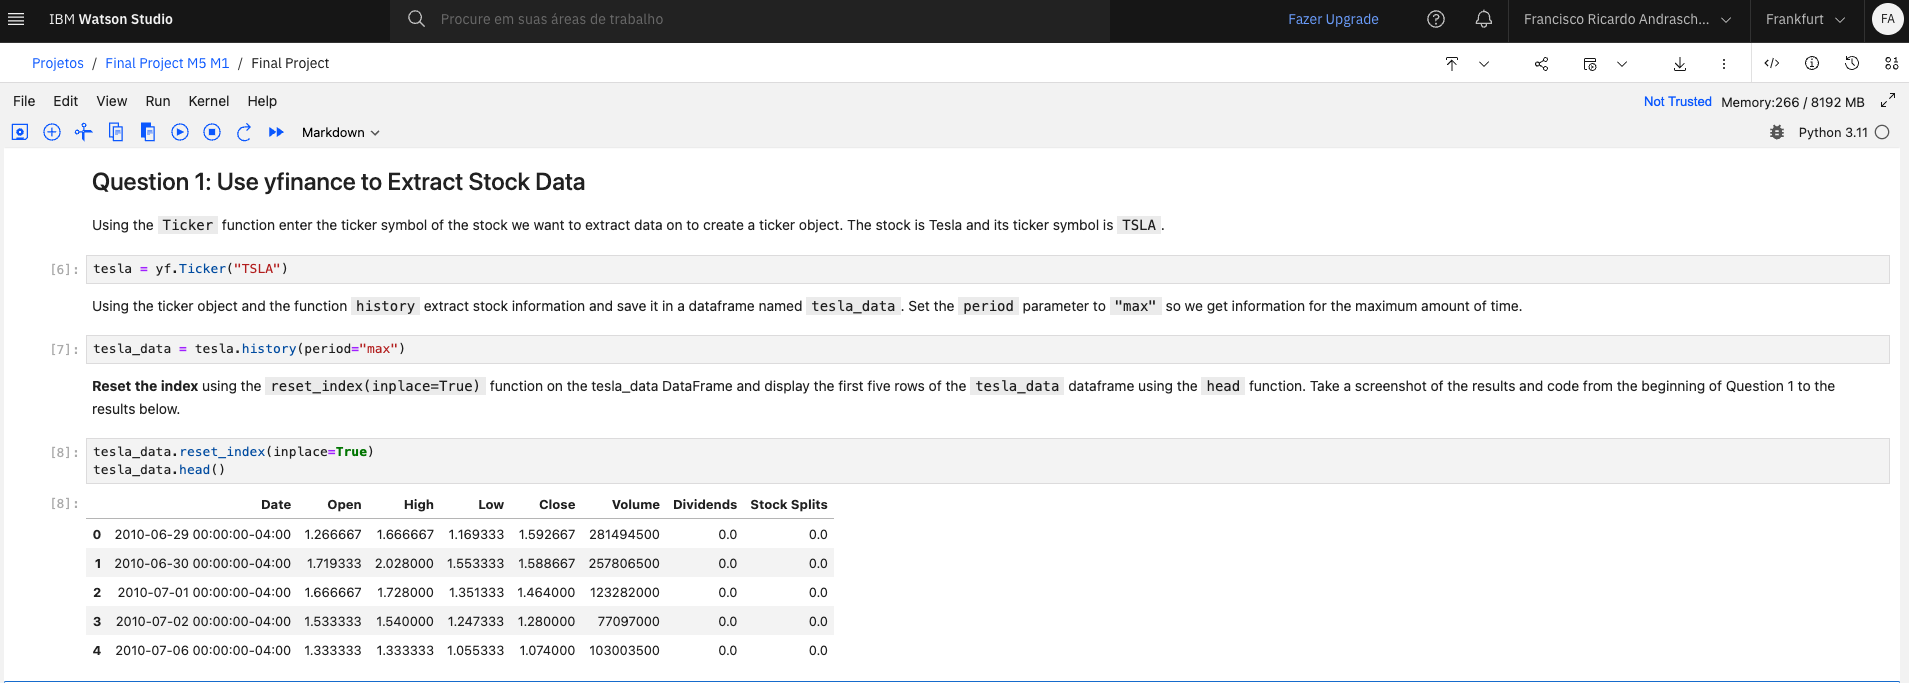 IBM Watson Studio
Procure em suas áreas de trabalho
Fazer Upgrade
Francisco Ricardo Andrasch...
Frankfurt
FA
Projetos / Final Project M5 M1 / Final Project
File Edit View Run Kernel Help
Not Trusted Memory:266 / 8192 MB
Markdown
Python 3.11
Question 1: Use yfinance to Extract Stock Data
Using the Ticker function enter the ticker symbol of the stock we want to extract data on to create a ticker object. The stock is Tesla and its ticker symbol is TSLA .
[6]: tesla = yf.Ticker("TSLA")
Using the ticker object and the function history extract stock information and save it in a dataframe named tesla_data . Set the period parameter to "max" so we get information for the maximum amount of time.
[7]: tesla_data = tesla.history(period="max")
Reset the index using the reset_index(inplace=True) function on the tesla_data DataFrame and display the first five rows of the tesla_data dataframe using the head function. Take a screenshot of the results and code from the beginning of Question 1 to the
results below.
[8]: tesla_data.reset_index(inplace=True)
tesla_data.head()
[8]: Date Open High Low Close Volume Dividends Stock Splits
0 2010-06-29 00:00:00-04:00 1.266667 1.666667 1.169333 1.592667 281494500 0.0 0.0
1 2010-06-30 00:00:00-04:00 1.719333 2.028000 1.553333 1.588667 257806500 0.0 0.0
2 2010-07-01 00:00:00-04:00 1.666667 1.728000 1.351333 1.464000 123282000 0.0 0.0
3 2010-07-02 00:00:00-04:00 1.533333 1.540000 1.247333 1.280000 77097000 0.0 0.0
4 2010-07-06 00:00:00-04:00 1.333333 1.333333 1.055333 1.074000 103003500 0.0 0.0